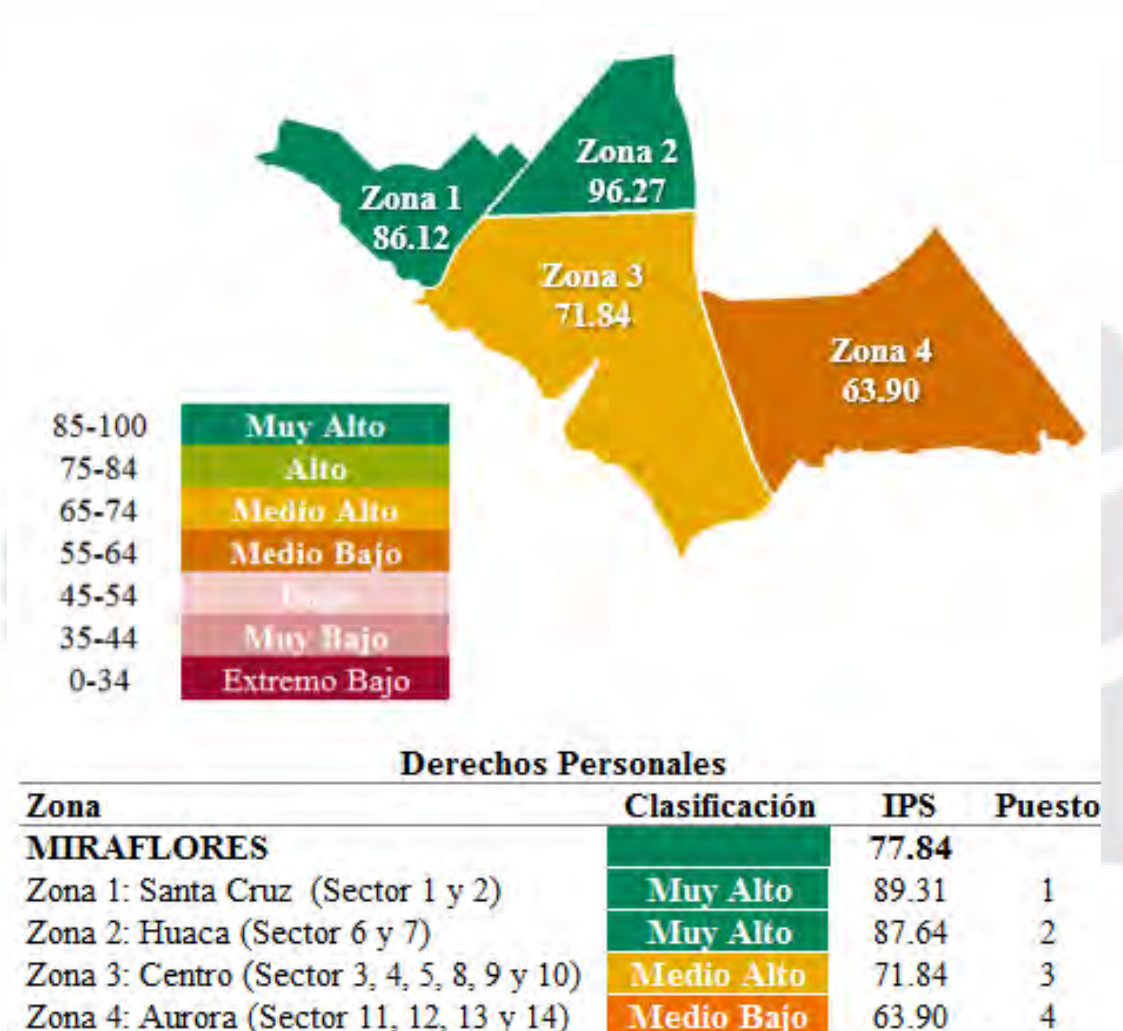 Zona 2
96.27
Zona 1
86.12
Zona 3
71.84
Zona 4
63.90
85-100 Muy Alto
75-84 Alto
65-74 Medio Alto
55-64 Medio Bajo
45-54
35-44 Muy Bajo
0-34 Extremo Bajo
Derechos Personales
Zona Clasificación IPS Puesto
MIRAFLORES 77.84
Zona 1: Santa Cruz (Sector 1 y 2) Muy Alto 89.31 1
Zona 2: Huaca (Sector 6 y 7) Muy Alto 87.64 2
Zona 3: Centro (Sector 3, 4, 5, 8, 9 y 10) Medio Alto 71.84 3
Zona 4: Aurora (Sector 11, 12, 13 y 14) Medio Bajo 63.90 4